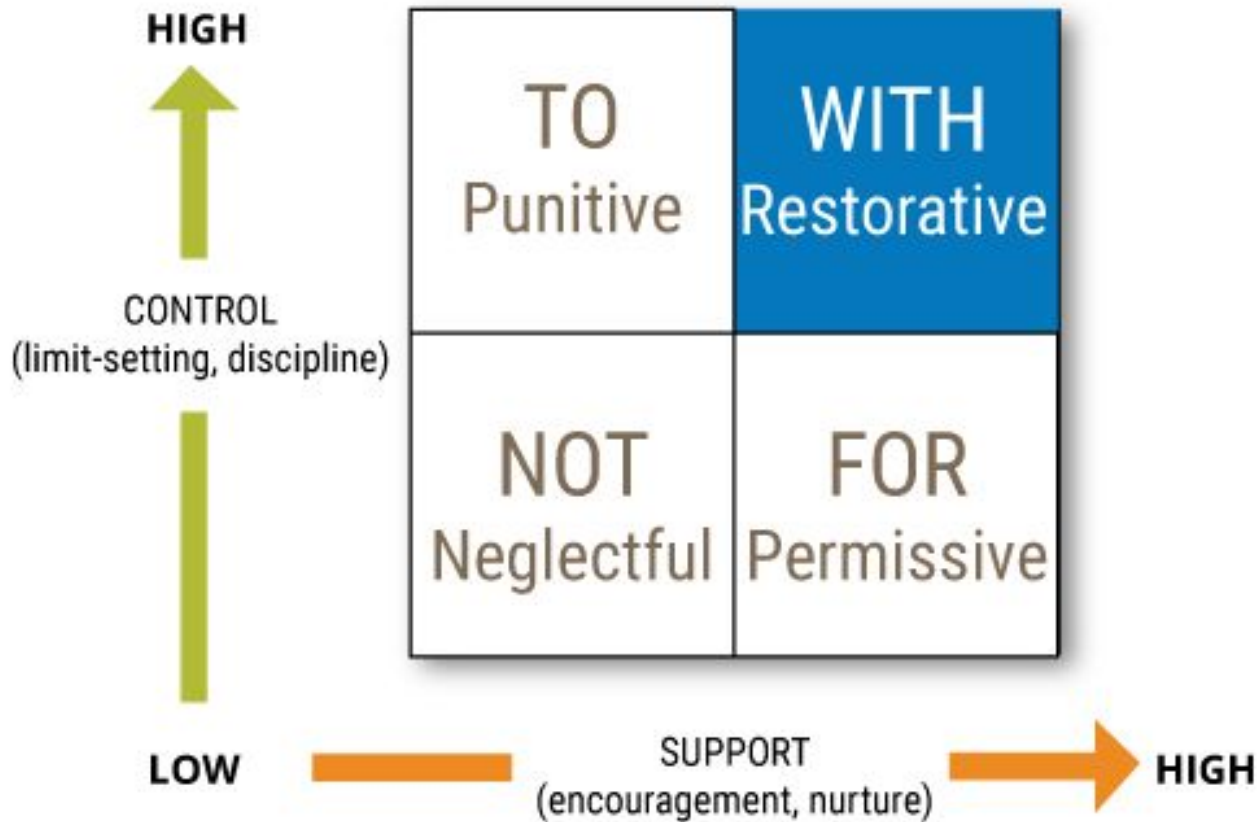 HIGH
TO
Punitive
WITH
Restorative
CONTROL
(limit-setting, discipline)
NOT
Neglectful
FOR
Permissive
LOW
SUPPORT
(encouragement, nurture)
HIGH